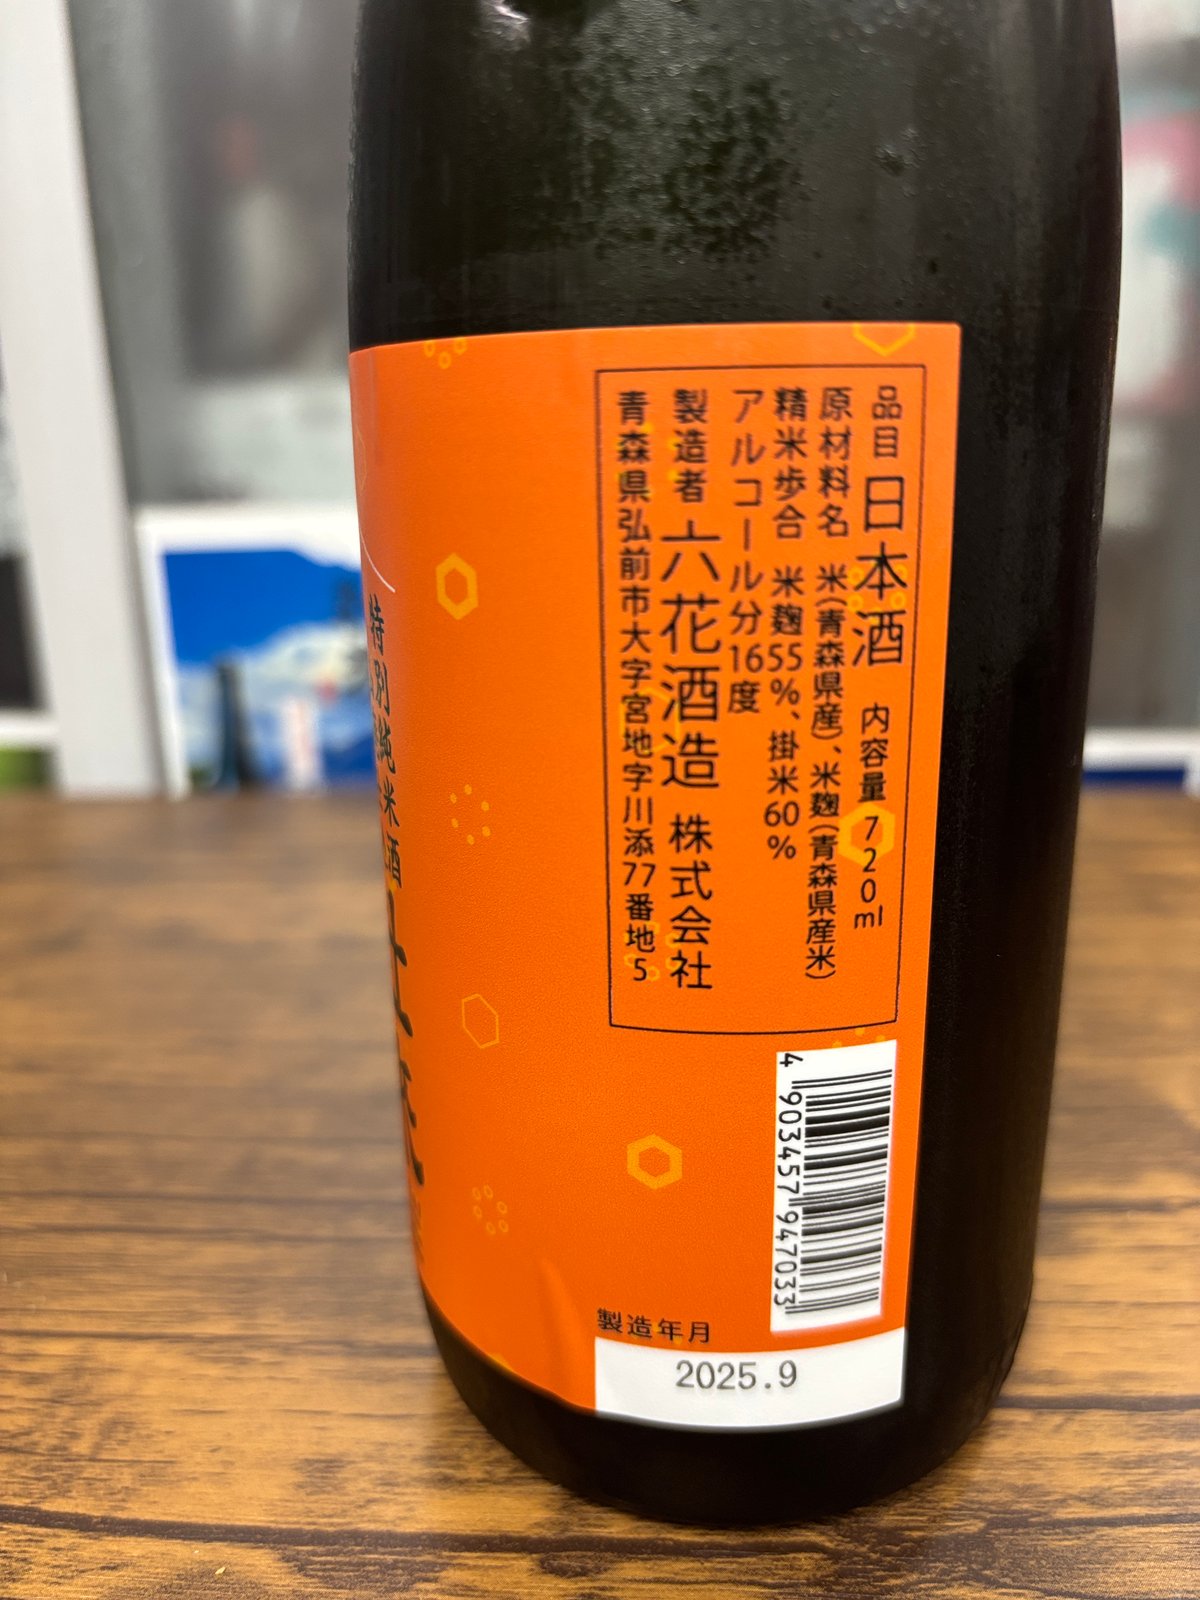 品目 日本酒 内容量 720ml
原材料名 米(青森県産)、米麹(青森県産米)
精米歩合 米麹55%、掛米60%
アルコール分16度
製造者 六花酒造 株式会社
青森県弘前市大字宮地字川添77番地5
特別純米酒
4 903457 947033
製造年月
2025.9